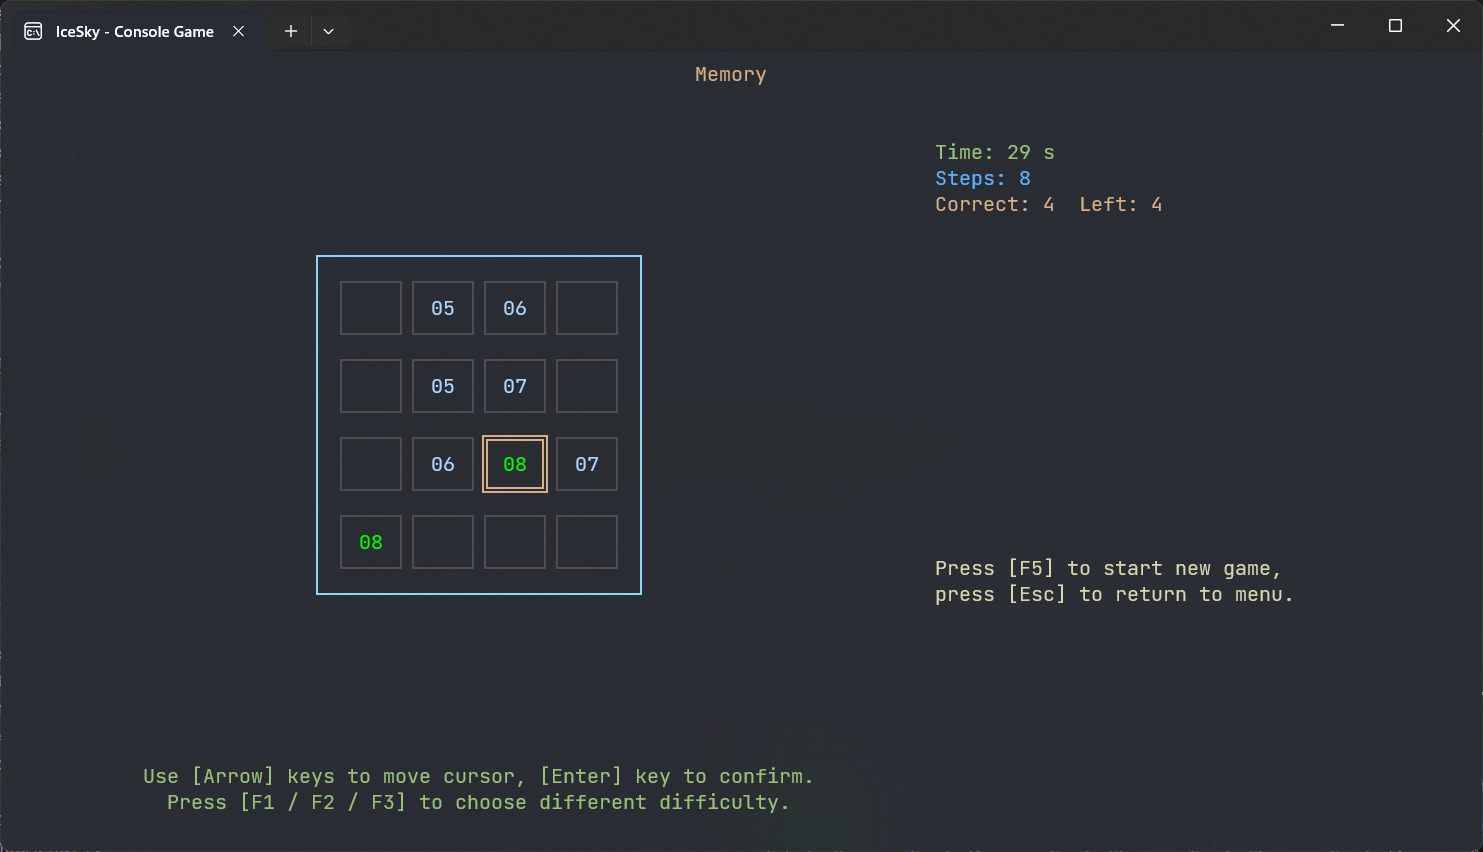 IceSky - Console Game
Memory
Time: 29 s
Steps: 8
Correct: 4  Left: 4
05 06
05 07
06 08 07
08
Press [F5] to start new game,
press [Esc] to return to menu.
Use [Arrow] keys to move cursor, [Enter] key to confirm.
Press [F1 / F2 / F3] to choose different difficulty.